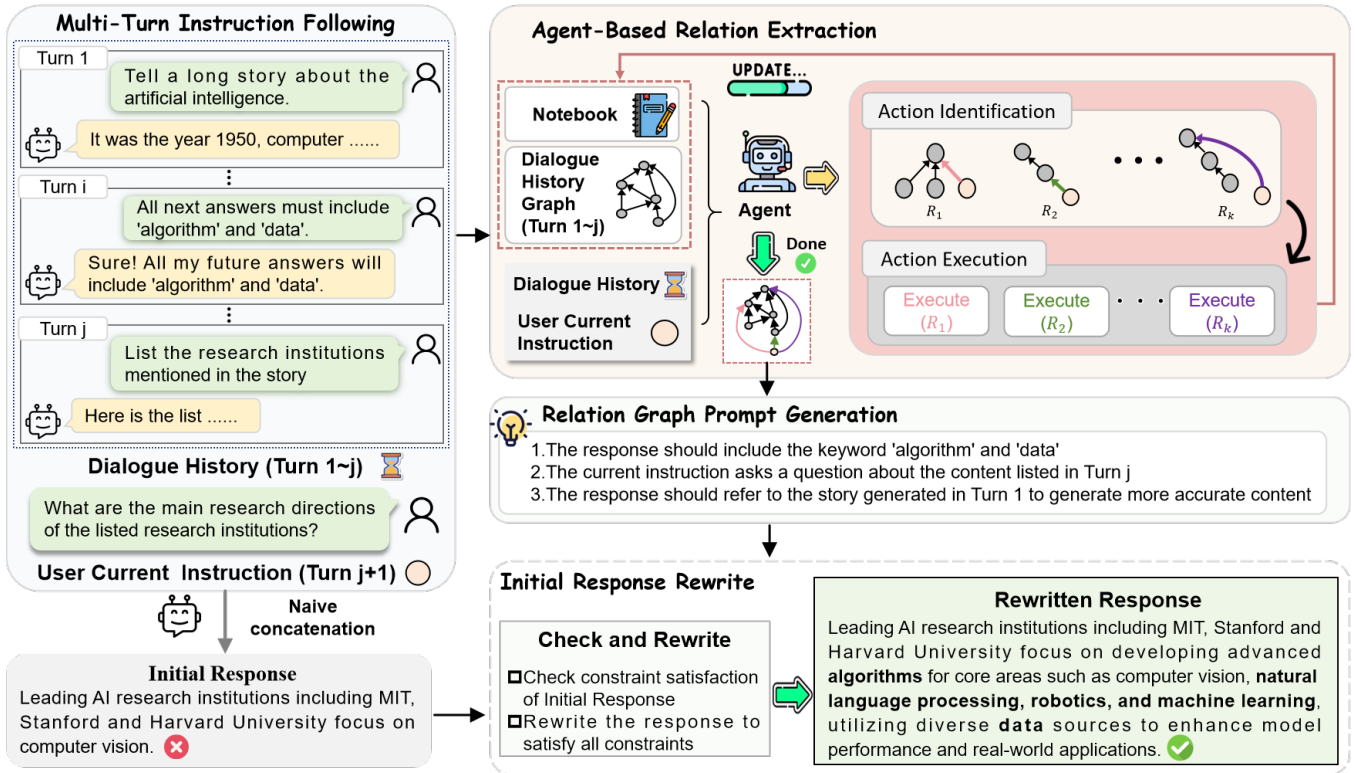 Multi-Turn Instruction Following
Turn 1
Tell a long story about the
artificial intelligence.
It was the year 1950, computer ......
Turn i
All next answers must include
'algorithm' and 'data'.
Sure! All my future answers will
include 'algorithm' and 'data'.
Turn j
List the research institutions
mentioned in the story
Here is the list ......
Dialogue History (Turn 1~j)
What are the main research directions
of the listed research institutions?
User Current Instruction (Turn j+1)
Naive
concatenation
Initial Response
Leading AI research institutions including MIT,
Stanford and Harvard University focus on
computer vision.
Agent-Based Relation Extraction
UPDATE...
Notebook
Dialogue
History
Graph
(Turn 1~j)
Dialogue History
User Current
Instruction
Agent
Done
Action Identification
R1
R2
Rk
Action Execution
Execute
(R1)
Execute
(R2)
Execute
(Rk)
Relation Graph Prompt Generation
1.The response should include the keyword 'algorithm' and 'data'
2.The current instruction asks a question about the content listed in Turn j
3.The response should refer to the story generated in Turn 1 to generate more accurate content
Initial Response Rewrite
Check and Rewrite
Check constraint satisfaction
of Initial Response
Rewrite the response to
satisfy all constraints
Rewritten Response
Leading AI research institutions including MIT, Stanford and
Harvard University focus on developing advanced
algorithms for core areas such as computer vision, natural
language processing, robotics, and machine learning,
utilizing diverse data sources to enhance model
performance and real-world applications.